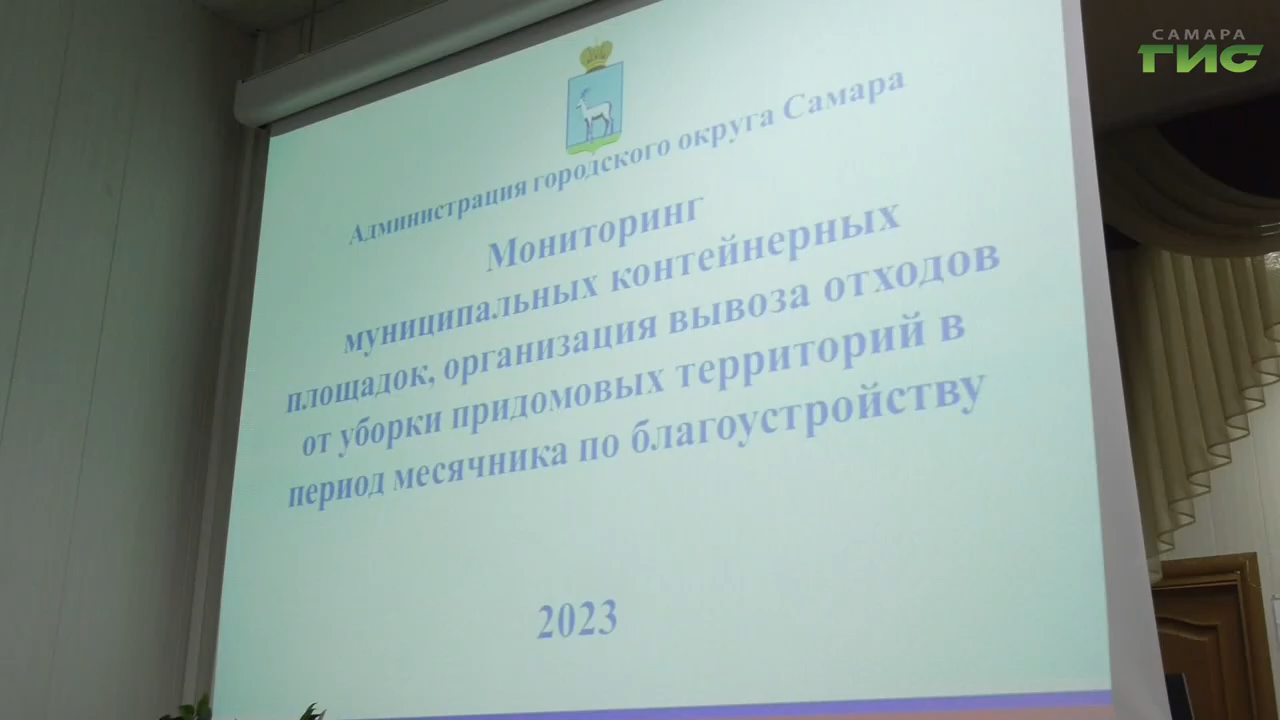 САМАРА
ГИС
Администрация городского округа Самара
Мониторинг
муниципальных контейнерных
площадок, организация вывоза отходов
от уборки придомовых территорий в
период месячника по благоустройству
2023